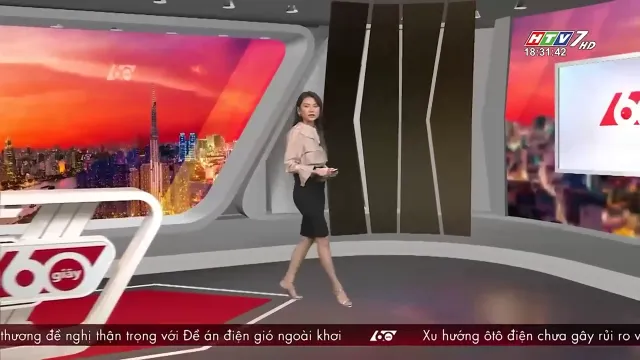 60
HTV7 HD
18:31:42
60
60 giây
thương đề nghị thận trọng với Đề án điện gió ngoài khơi 60 Xu hướng ôtô điện chưa gây rủi ro v